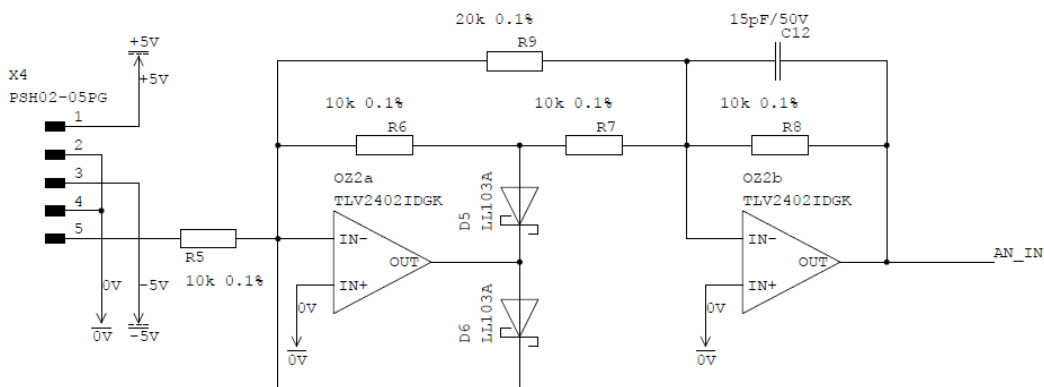 20k 0.1%
R9
15pF/50V
C12
+5V
+5V
X4
PSH02-05PG
1
2
3
4
5
10k 0.1%
R6
10k 0.1%
R7
10k 0.1%
R8
OZ2a
TLV2402IDGK
D5
LL103A
OZ2b
TLV2402IDGK
IN-
OUT
IN+
IN-
OUT
IN+
AN_IN
R5
10k 0.1%
0V
-5V
0V
-5V
0V
0V
D6
LL103A
0V
0V